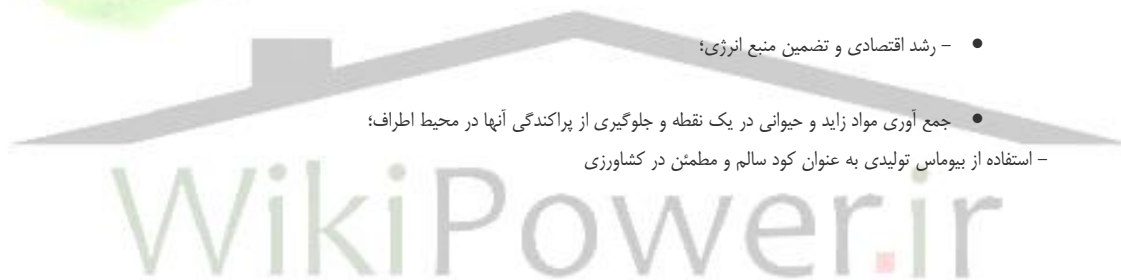 ● - رشد اقتصادی و تضمین منبع انرژی؛
● جمع آوری مواد زاید و حیوانی در یک نقطه و جلوگیری از پراکندگی آنها در محیط اطراف؛
- استفاده از بیوماس تولیدی به عنوان کود سالم و مطمئن در کشاورزی
WikiPower.ir